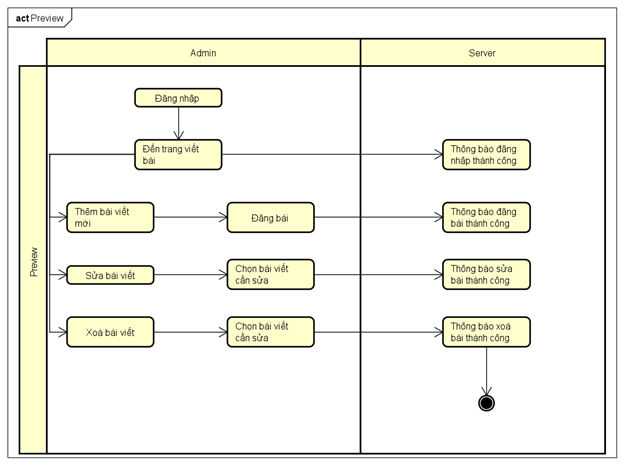 act Preview
Admin
Server
Preview
Đăng nhập
Đến trang viết
bài
Thông báo đăng
nhập thành công
Thêm bài viết
mới
Đăng bài
Thông báo đăng
bài thành công
Sửa bài viết
Chọn bài viết
cần sửa
Thông báo sửa
bài thành công
Xoá bài viết
Chọn bài viết
cần sửa
Thông báo xoá
bài thành công